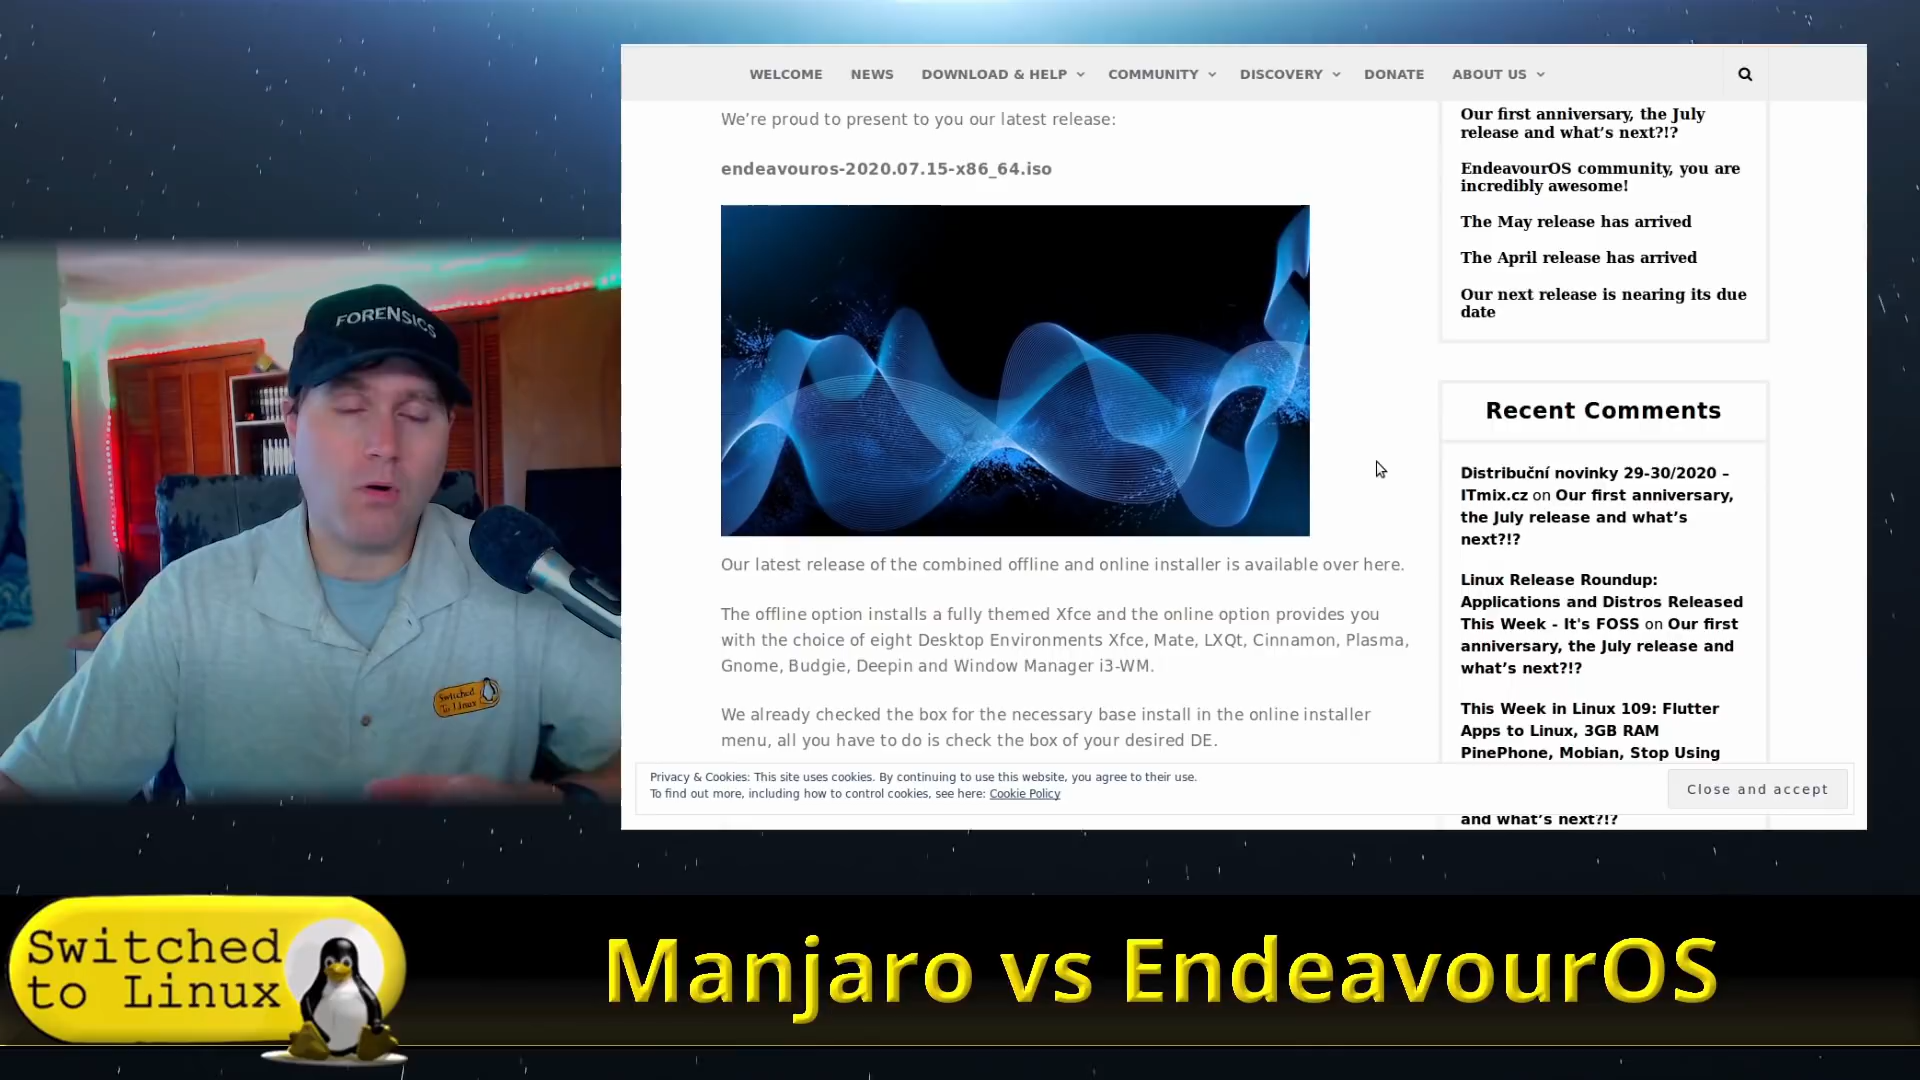 WELCOME NEWS DOWNLOAD & HELP COMMUNITY DISCOVERY DONATE ABOUT US
We’re proud to present to you our latest release:
endeavouros-2020.07.15-x86_64.iso
Our latest release of the combined offline and online installer is available over here.
The offline option installs a fully themed Xfce and the online option provides you
with the choice of eight Desktop Environments Xfce, Mate, LXQt, Cinnamon, Plasma,
Gnome, Budgie, Deepin and Window Manager i3-WM.
We already checked the box for the necessary base install in the online installer
menu, all you have to do is check the box of your desired DE.
Our first anniversary, the July
release and what’s next?!?
EndeavourOS community, you are
incredibly awesome!
The May release has arrived
The April release has arrived
Our next release is nearing its due
date
Recent Comments
Distribuční novinky 29-30/2020 –
ITmix.cz on Our first anniversary,
the July release and what’s
next?!?
Linux Release Roundup:
Applications and Distros Released
This Week - It's FOSS on Our first
anniversary, the July release and
what’s next?!?
This Week in Linux 109: Flutter
Apps to Linux, 3GB RAM
PinePhone, Mobian, Stop Using
and what’s next?!?
Privacy & Cookies: This site uses cookies. By continuing to use this website, you agree to their use.
To find out more, including how to control cookies, see here: Cookie Policy
Close and accept
FORENSICS
Switched
To Linux
Switched
to Linux
Manjaro vs EndeavourOS